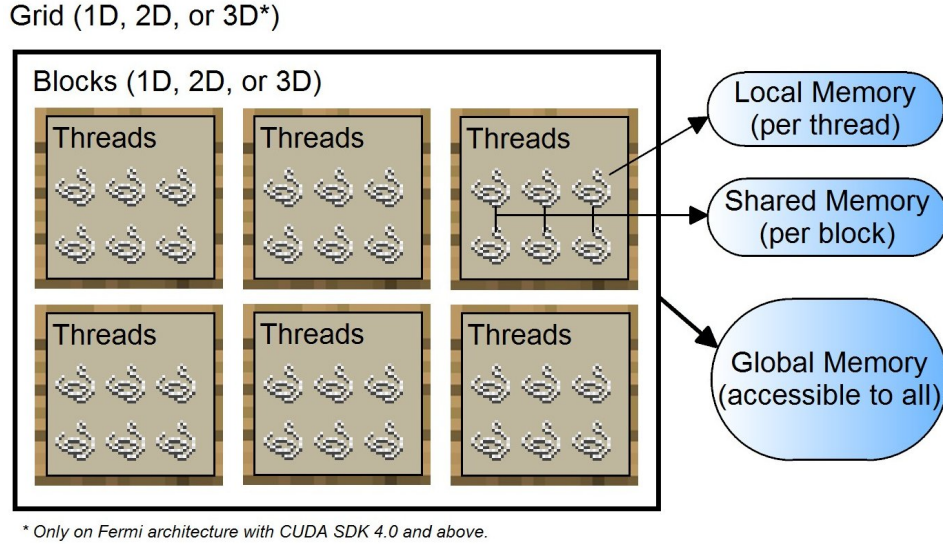 Grid (1D, 2D, or 3D*)
Blocks (1D, 2D, or 3D)
Threads
Threads
Threads
Local Memory
(per thread)
Shared Memory
(per block)
Threads
Threads
Threads
Global Memory
(accessible to all)
* Only on Fermi architecture with CUDA SDK 4.0 and above.